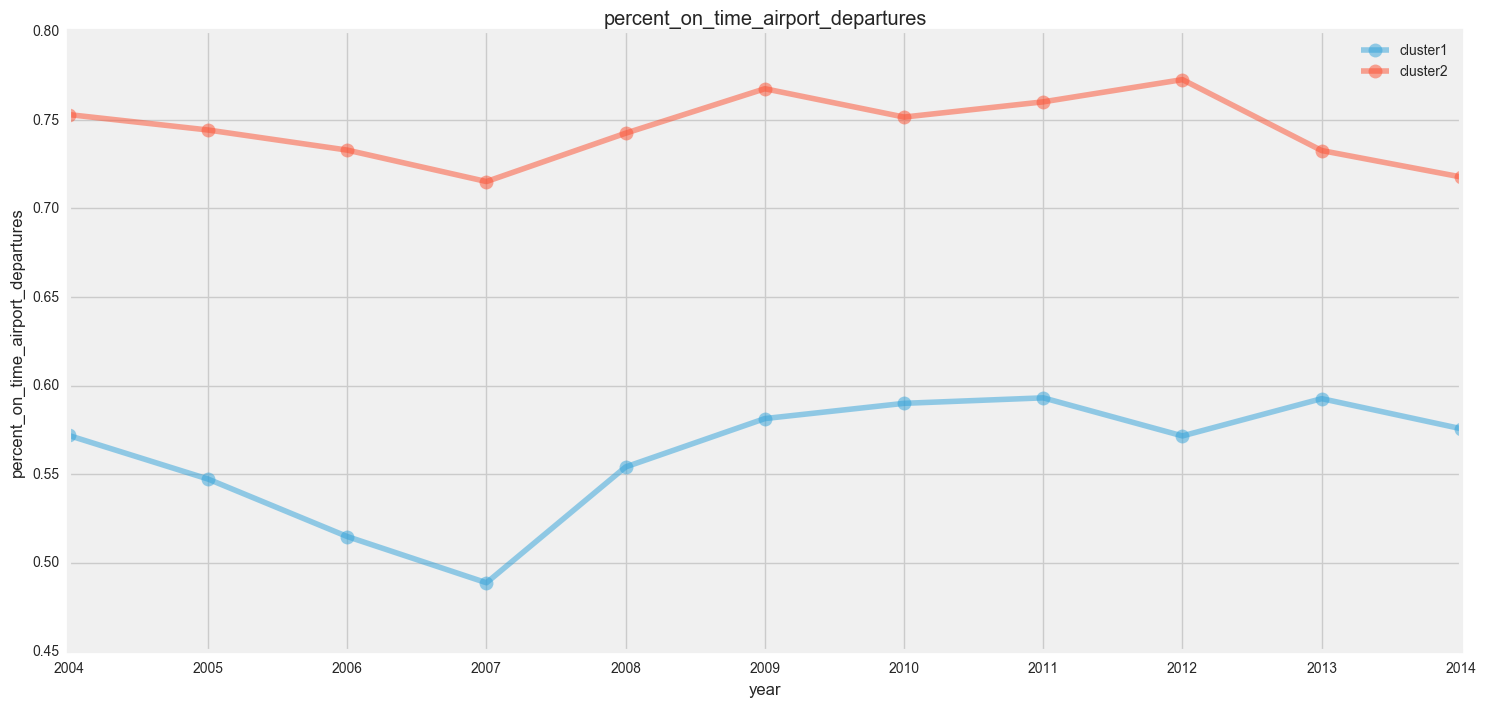 percent_on_time_airport_departures
cluster1
cluster2
percent_on_time_airport_departures
0.80
0.75
0.70
0.65
0.60
0.55
0.50
0.45
2004 2005 2006 2007 2008 2009 2010 2011 2012 2013 2014
year